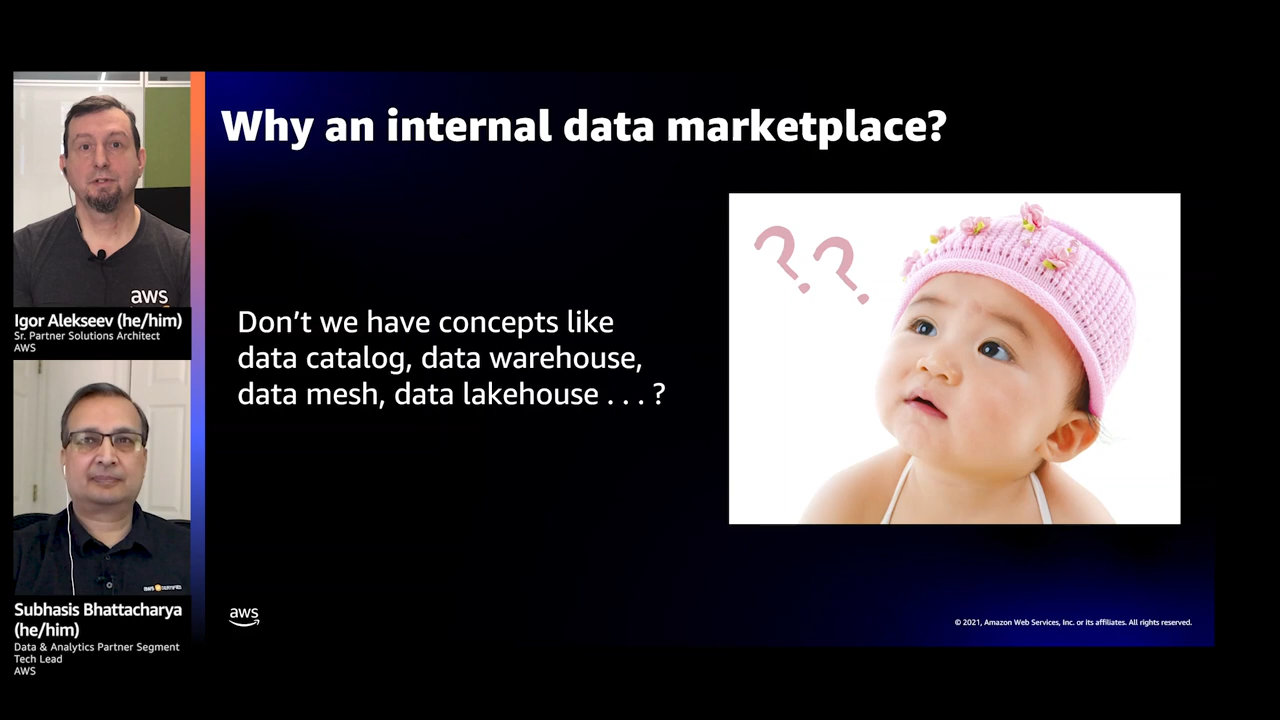 Why an internal data marketplace?
Don’t we have concepts like
data catalog, data warehouse,
data mesh, data lakehouse . . . ?
??
aws
Igor Alekseev (he/him)
Sr. Partner Solutions Architect
AWS
aws CERTIFIED
Subhasis Bhattacharya
(he/him)
Data & Analytics Partner Segment
Tech Lead
AWS
aws
© 2021, Amazon Web Services, Inc. or its affiliates. All rights reserved.